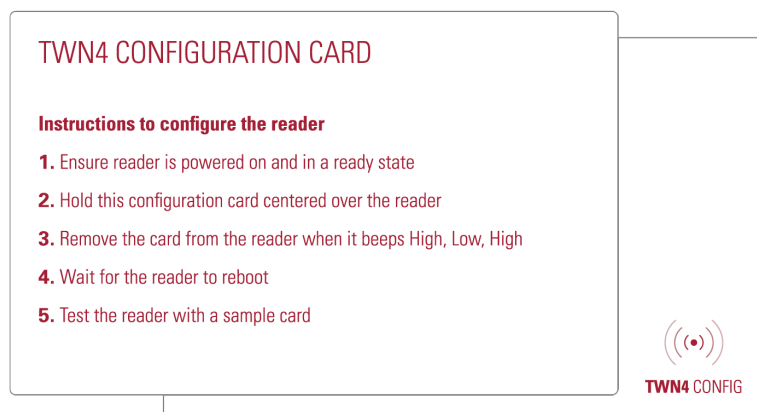 TWN4 CONFIGURATION CARD
Instructions to configure the reader
1. Ensure reader is powered on and in a ready state
2. Hold this configuration card centered over the reader
3. Remove the card from the reader when it beeps High, Low, High
4. Wait for the reader to reboot
5. Test the reader with a sample card
TWN4 CONFIG